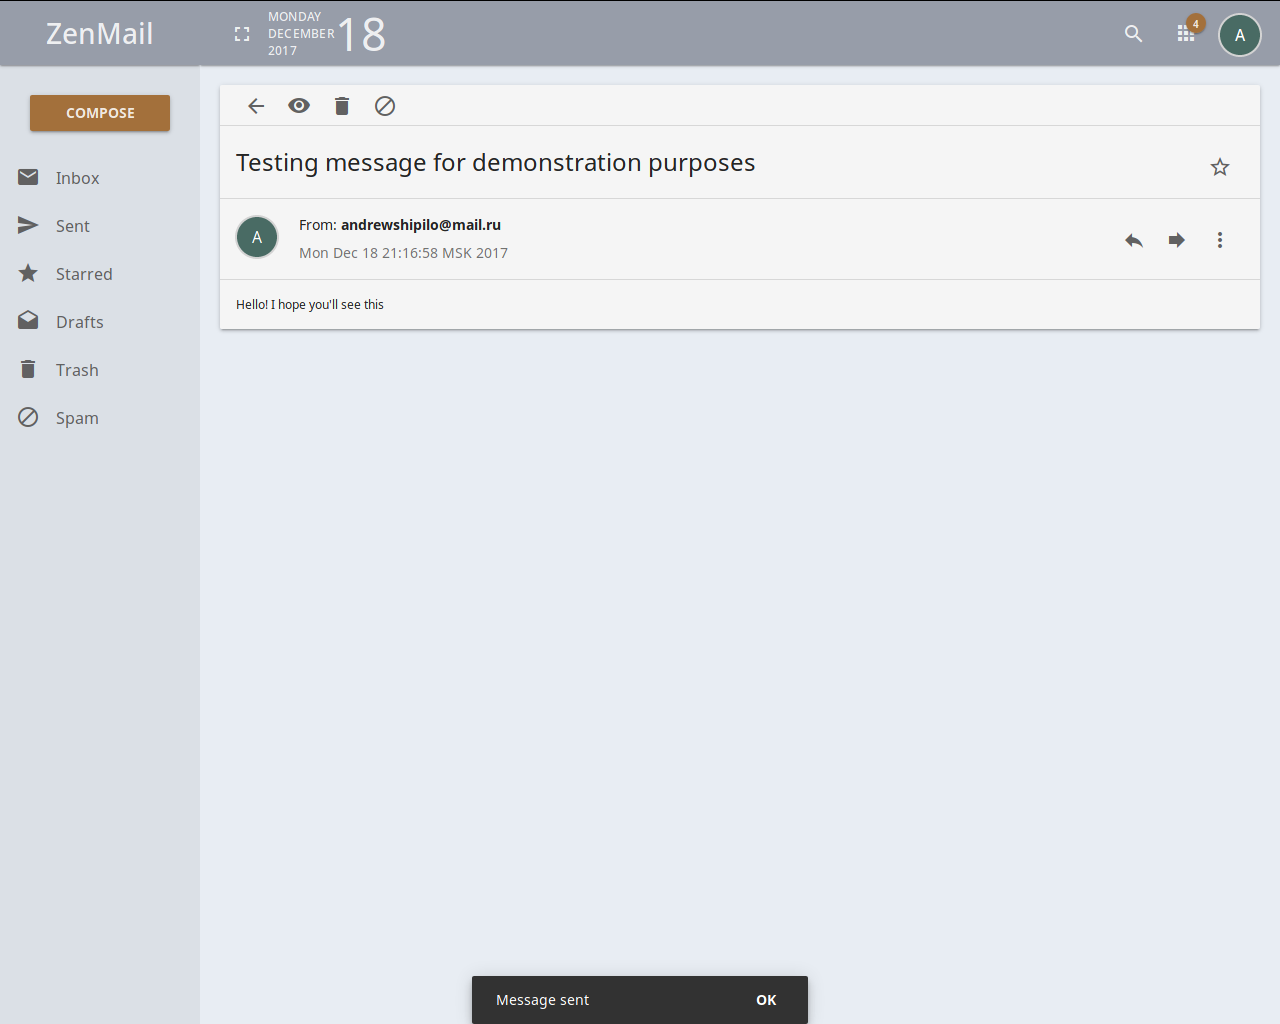 ZenMail
MONDAY
DECEMBER
2017
18
4
A
COMPOSE
Inbox
Sent
Starred
Drafts
Trash
Spam
Testing message for demonstration purposes
A
From: andrewshipilo@mail.ru
Mon Dec 18 21:16:58 MSK 2017
Hello! I hope you'll see this
Message sent
OK